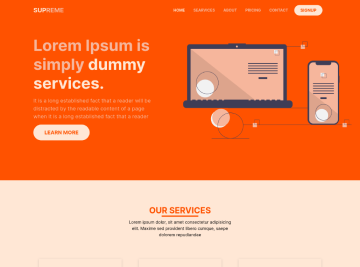 SUPREME
HOME
SEARVICES
ABOUT
PRICING
CONTACT
SIGNUP
Lorem Ipsum is
simply dummy
services.
It is a long established fact that a reader will be
distracted by the readable content of a page
when it is a long established fact that a reader
LEARN MORE
OUR SERVICES
Lorem ipsum dolor, sit amet consectetur adipisicing
elit. Maxime sed provident libero cumque, saepe
dolorem repudiandae